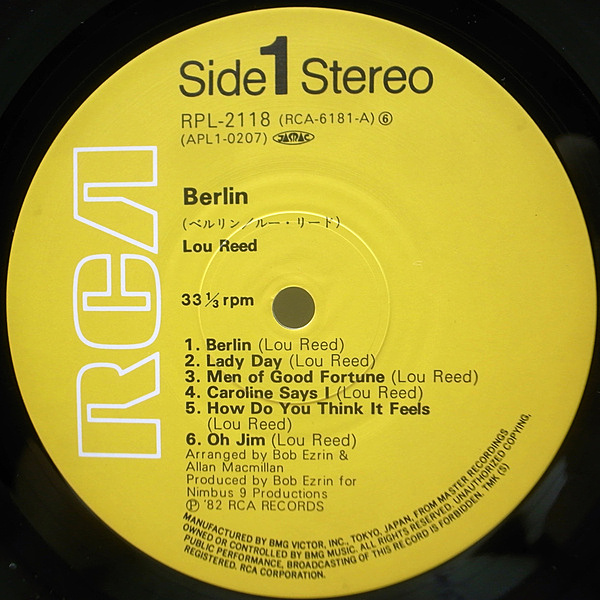 Side 1 Stereo
RPL-2118 (RCA-6181-A) ⑥
(APL1-0207) JASRAC
RCA
Berlin
(ベルリン/ルー・リード)
Lou Reed
33 1/3 rpm
1. Berlin (Lou Reed)
2. Lady Day (Lou Reed)
3. Men of Good Fortune (Lou Reed)
4. Caroline Says I (Lou Reed)
5. How Do You Think It Feels
(Lou Reed)
6. Oh Jim (Lou Reed)
Arranged by Bob Ezrin &
Allan Macmillan
Produced by Bob Ezrin for
Nimbus 9 Productions
Ⓟ '82 RCA RECORDS
MANUFACTURED BY BMG VICTOR, INC., TOKYO, JAPAN, FROM MASTER RECORDINGS
OWNED OR CONTROLLED BY BMG MUSIC. ALL RIGHTS RESERVED. UNAUTHORIZED COPYING,
PUBLIC PERFORMANCE, BROADCASTING OF THIS RECORD IS FORBIDDEN. TMK (S)
REGISTERED. RCA CORPORATION.